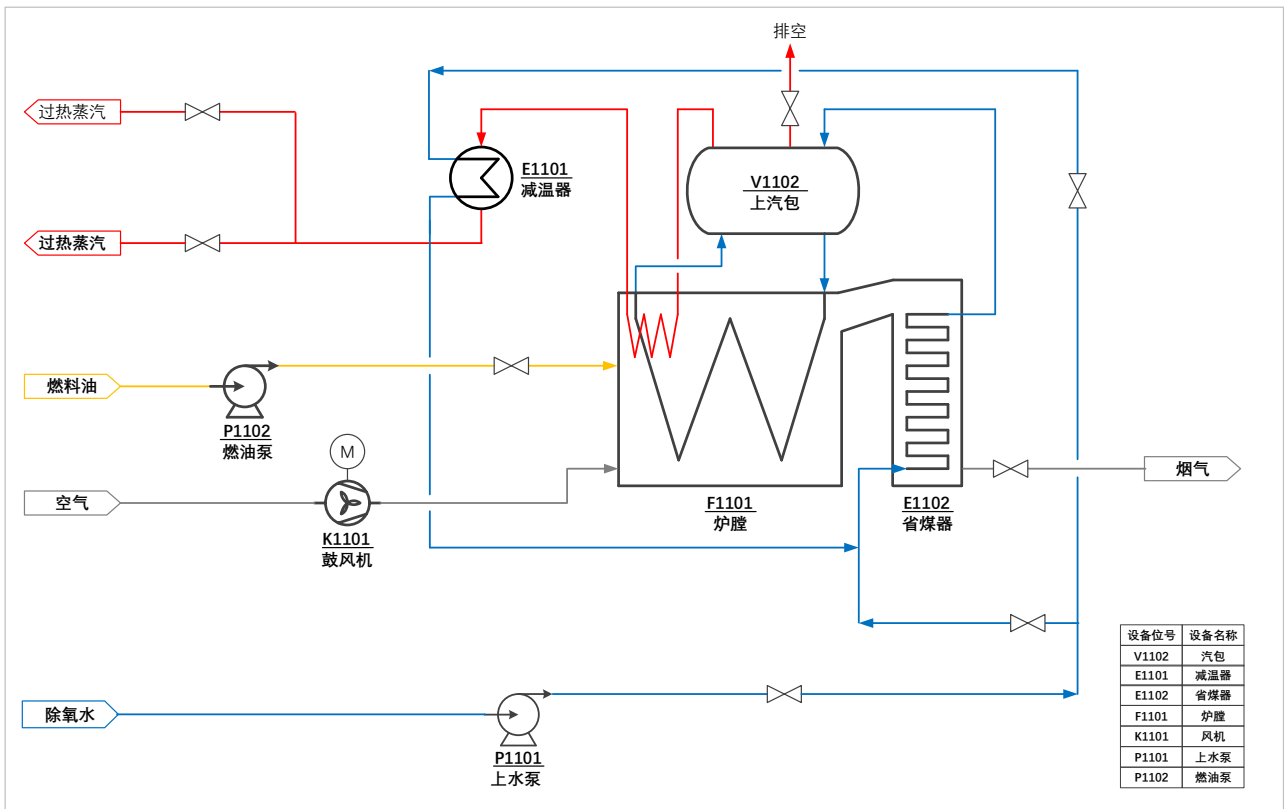 排空
过热蒸汽
E1101
减温器
V1102
上汽包
过热蒸汽
燃料油
P1102
燃油泵
M
空气
K1101
鼓风机
F1101
炉膛
E1102
省煤器
烟气
除氧水
P1101
上水泵
设备位号 设备名称
V1102 汽包
E1101 减温器
E1102 省煤器
F1101 炉膛
K1101 风机
P1101 上水泵
P1102 燃油泵